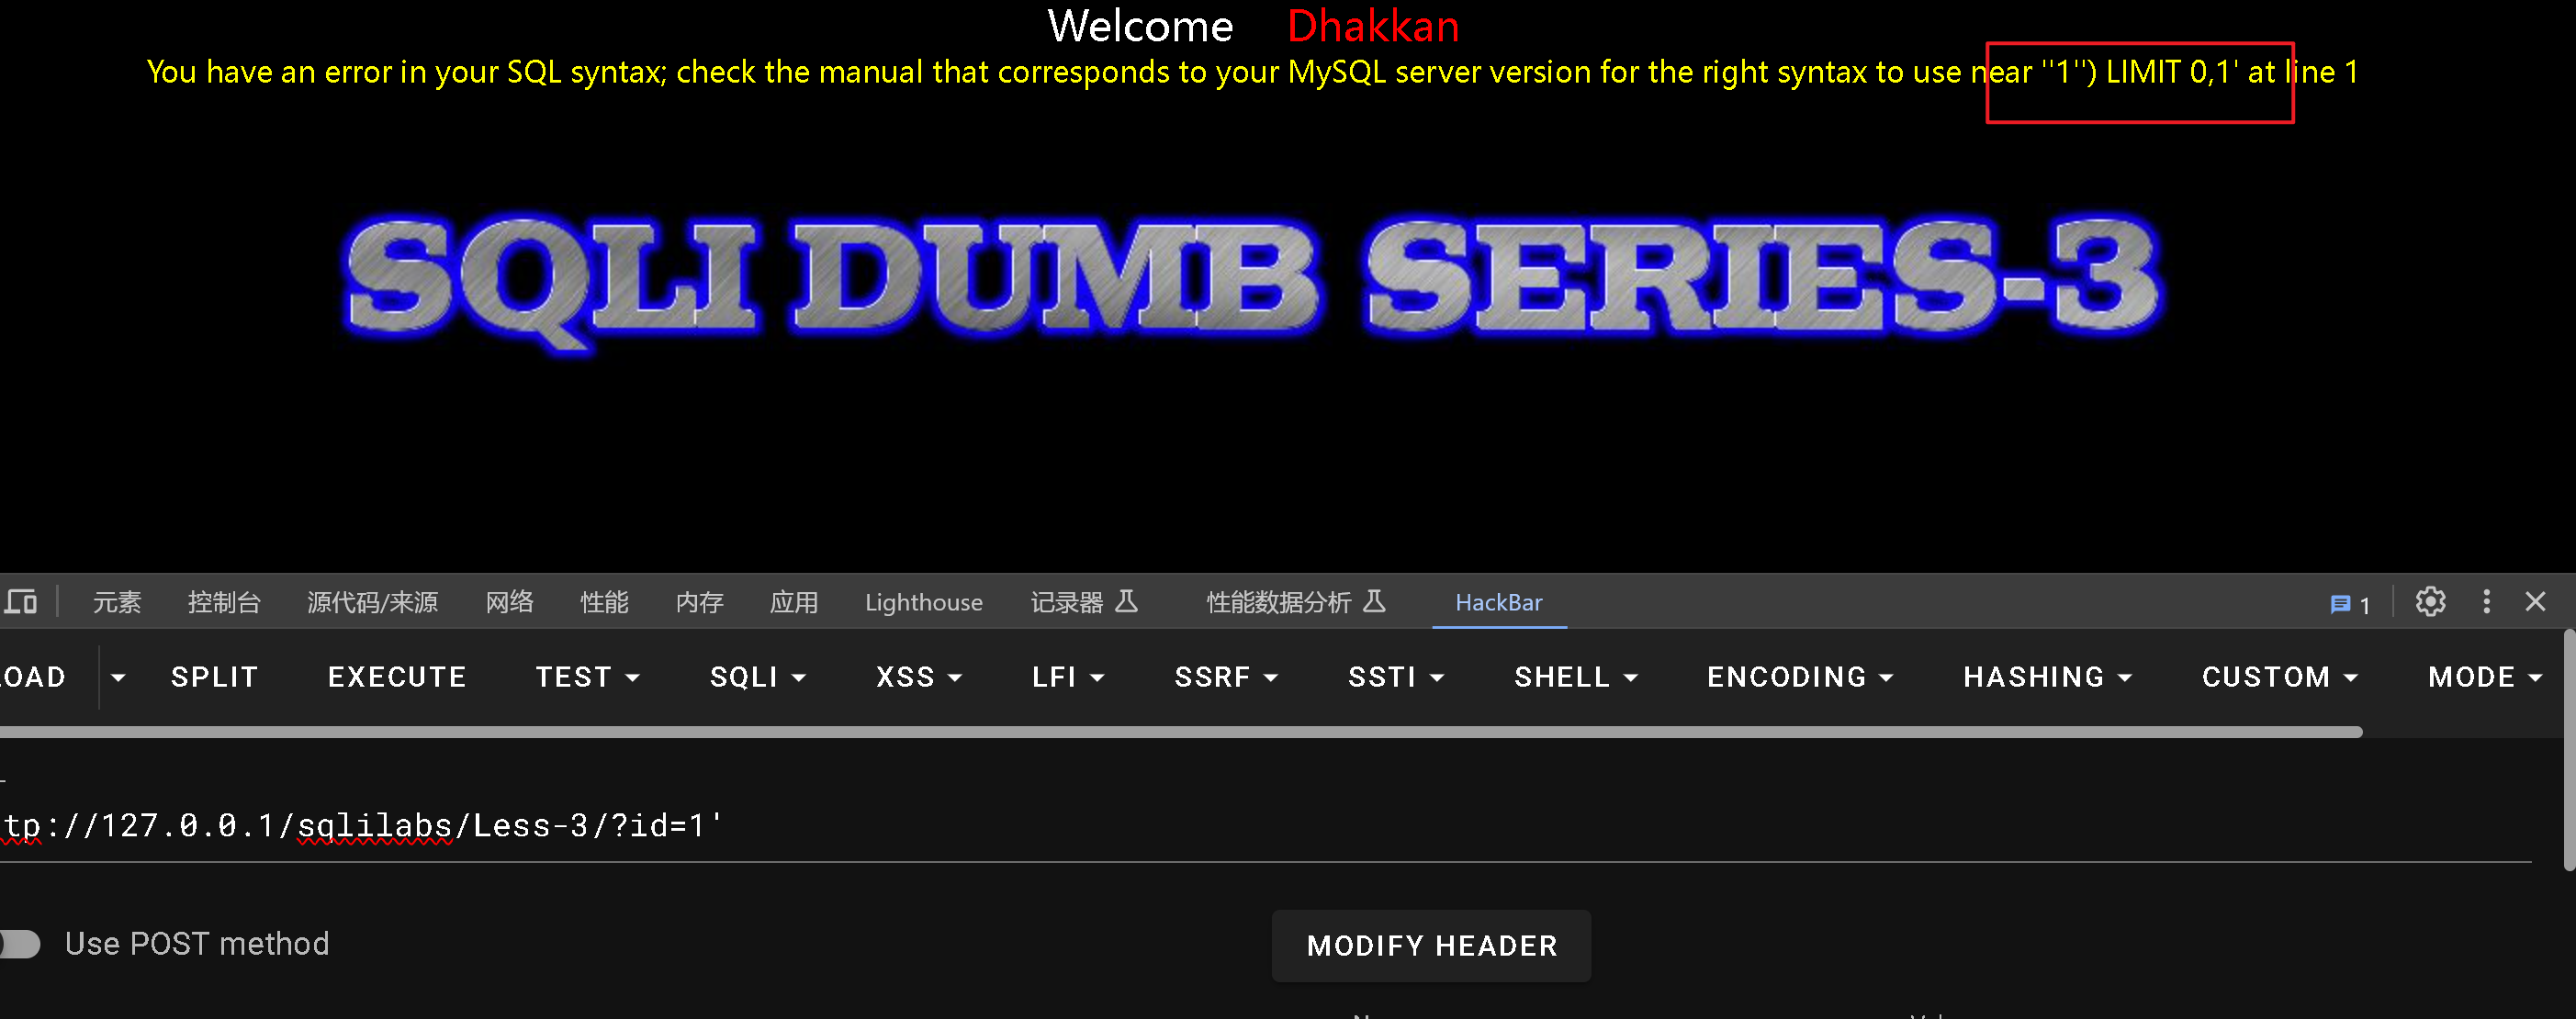 Welcome Dhakkan
You have an error in your SQL syntax; check the manual that corresponds to your MySQL server version for the right syntax to use near ''1'') LIMIT 0,1' at line 1
SQLI DUMB SERIES-3
元素 控制台 源代码/来源 网络 性能 内存 应用 Lighthouse 记录器 性能数据分析 HackBar 1
OAD SPLIT EXECUTE TEST SQLI XSS LFI SSRF SSTI SHELL ENCODING HASHING CUSTOM MODE
tp://127.0.0.1/sqlilabs/Less-3/?id=1'
Use POST method MODIFY HEADER